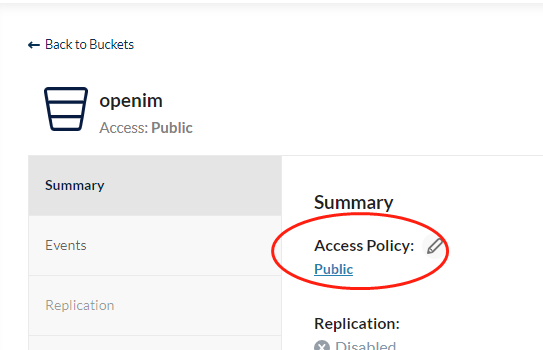 Back to Buckets
openim
Access: Public
Summary
Events
Replication
Summary
Access Policy:
Public
Replication:
Disabled